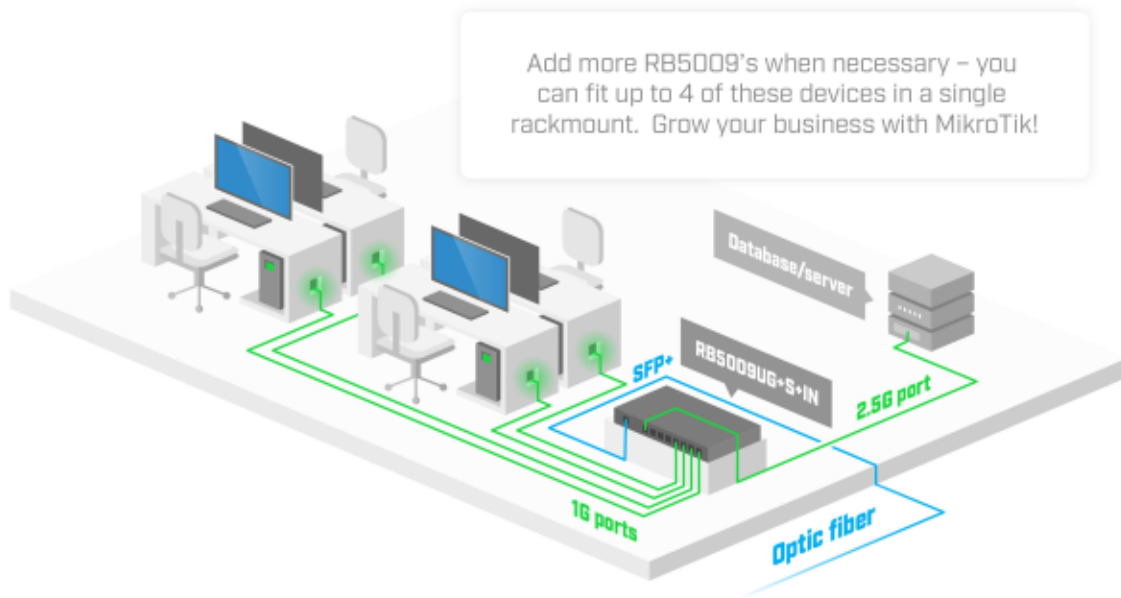 Add more RB5009's when necessary – you
can fit up to 4 of these devices in a single
rackmount. Grow your business with MikroTik!
Database/server
RB5009UG+S+IN
SFP+
2.5G port
1G ports
Optic fiber